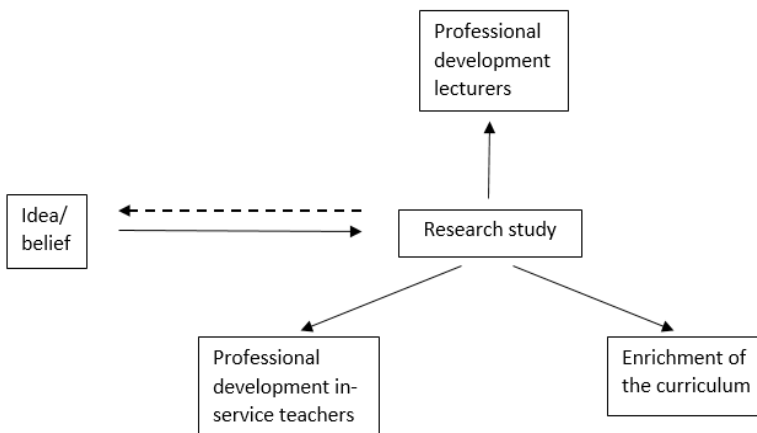 Professional
development
lecturers
Idea/
belief
Research study
Professional
development in-
service teachers
Enrichment of
the curriculum